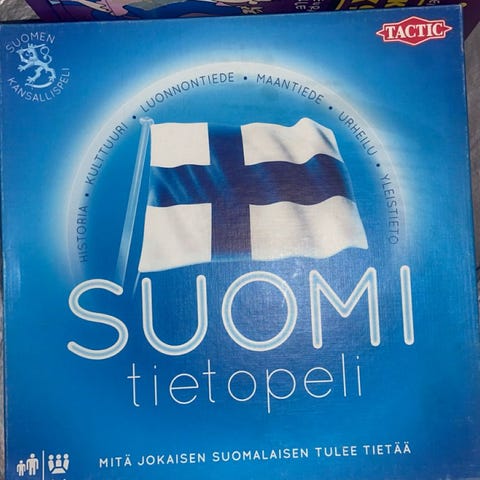 TACTIC
SUOMEN
KANSALLISPELI
HISTORIA • KULTTUURI • LUONNONTIEDE • MAANTIEDE • URHEILU • YLEISTIETO
SUOMI
tietopeli
MITÄ JOKAISEN SUOMALAISEN TULEE TIETÄÄ